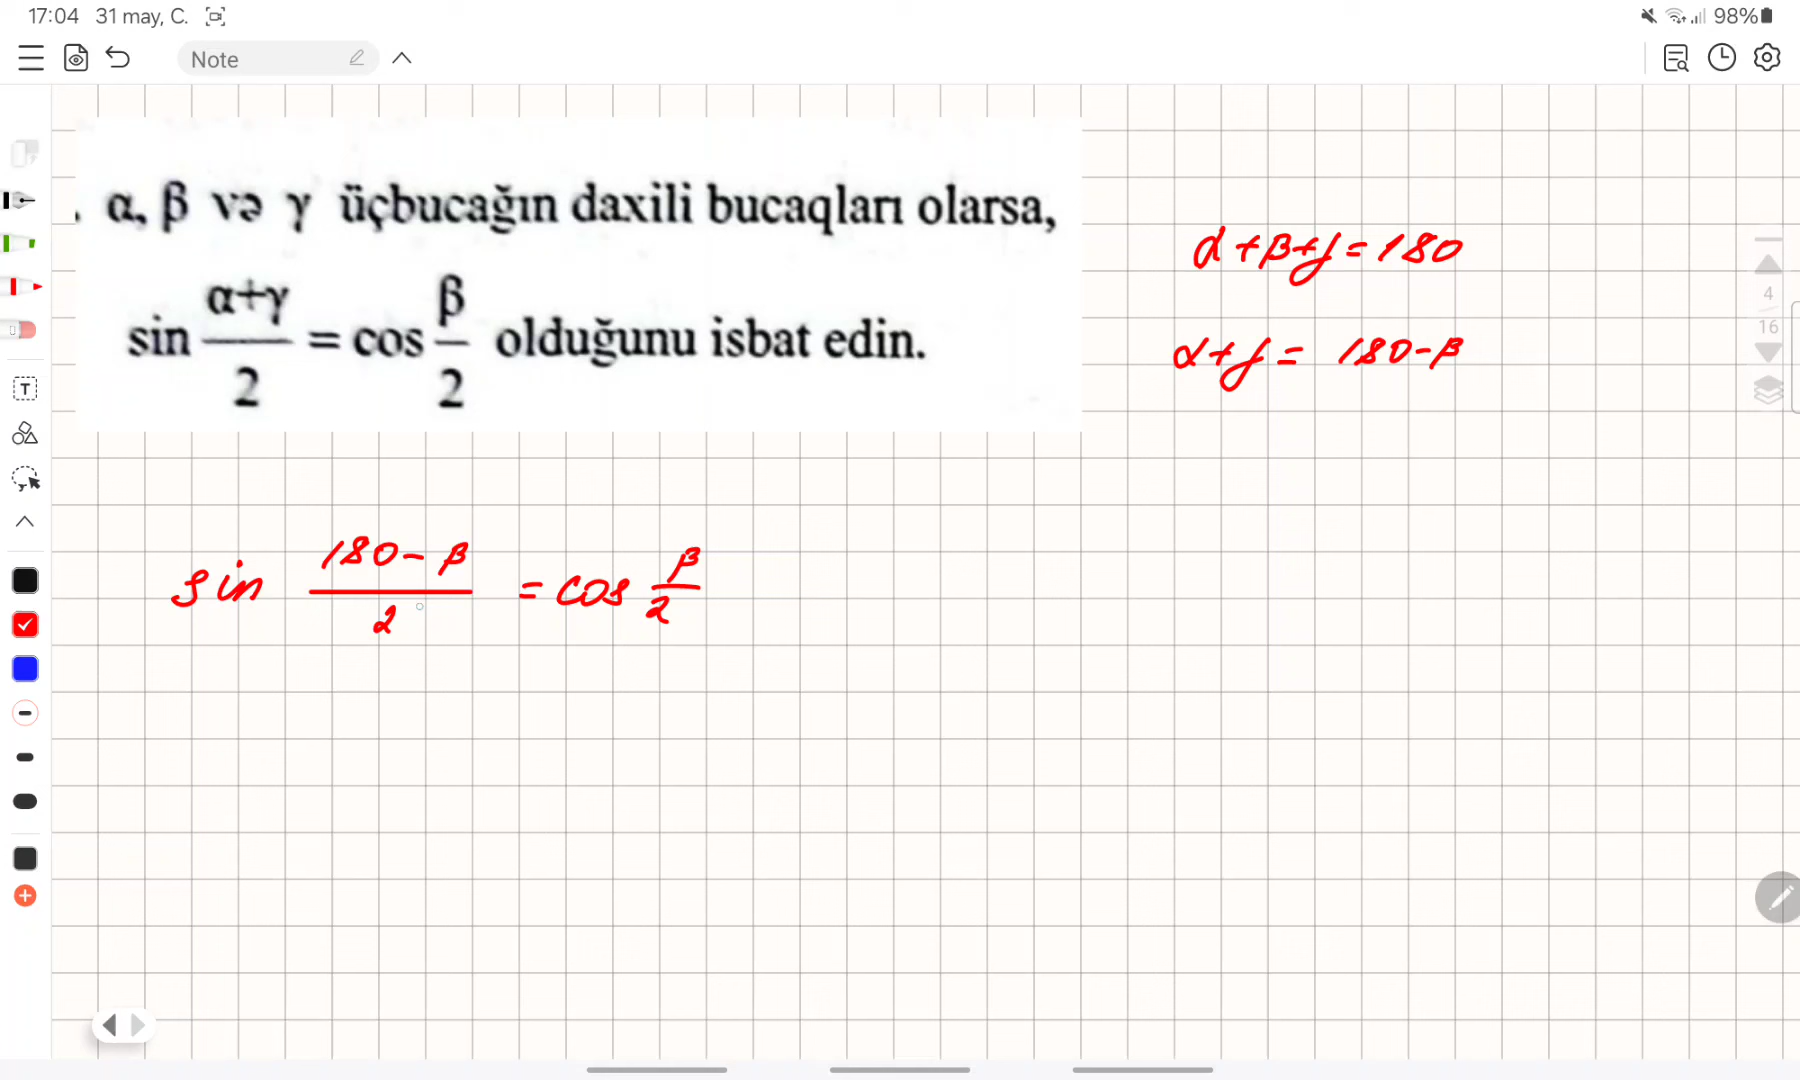 17:04 31 may, C.
98%
Note
α, β və γ üçbucağın daxili bucaqları olarsa,
sin α+γ/2 = cos β/2 olduğunu isbat edin.
α+β+γ=180
α+γ= 180-β
4
16
T
sin 180-β/2 = cos β/2